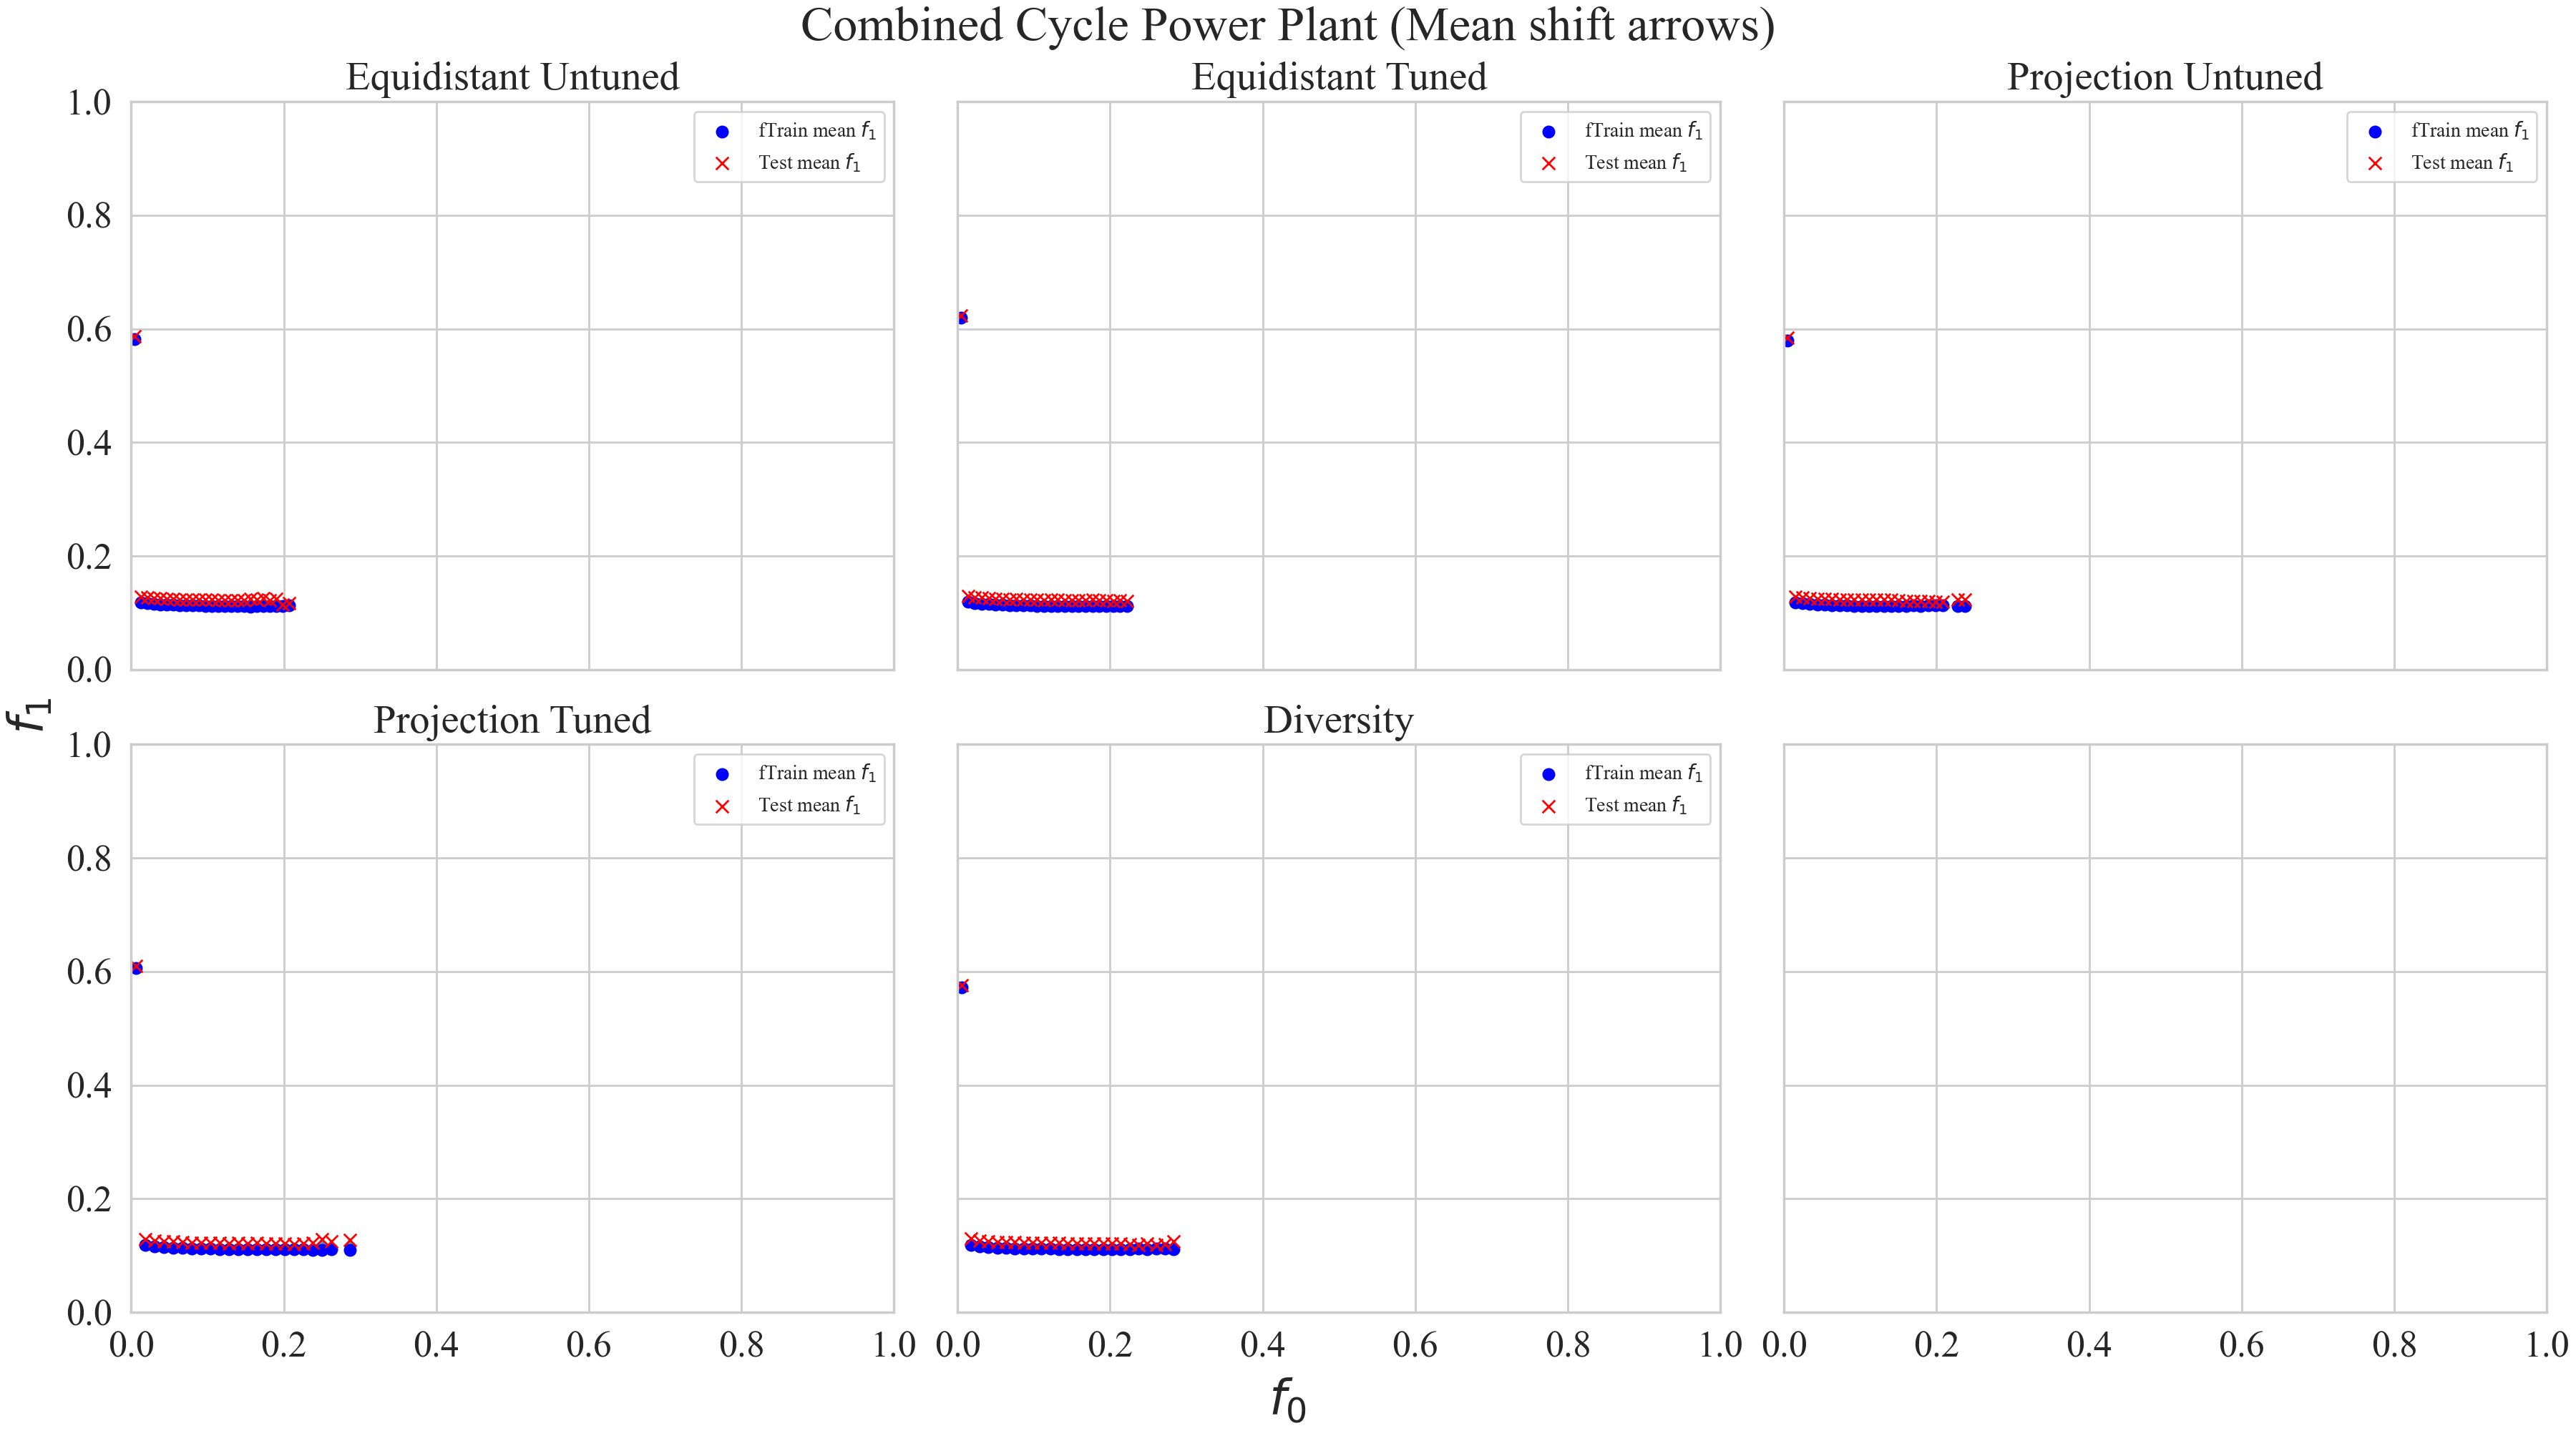 Combined Cycle Power Plant (Mean shift arrows)
Equidistant Untuned
1.0
0.8
0.6
0.4
0.2
0.0
fTrain mean f₁
Test mean f₁
Equidistant Tuned
fTrain mean f₁
Test mean f₁
Projection Untuned
fTrain mean f₁
Test mean f₁
f₁
Projection Tuned
1.0
0.8
0.6
0.4
0.2
0.0
fTrain mean f₁
Test mean f₁
0.0 0.2 0.4 0.6 0.8 1.0
Diversity
fTrain mean f₁
Test mean f₁
0.0 0.2 0.4 0.6 0.8 1.0
0.0 0.2 0.4 0.6 0.8 1.0
f₀